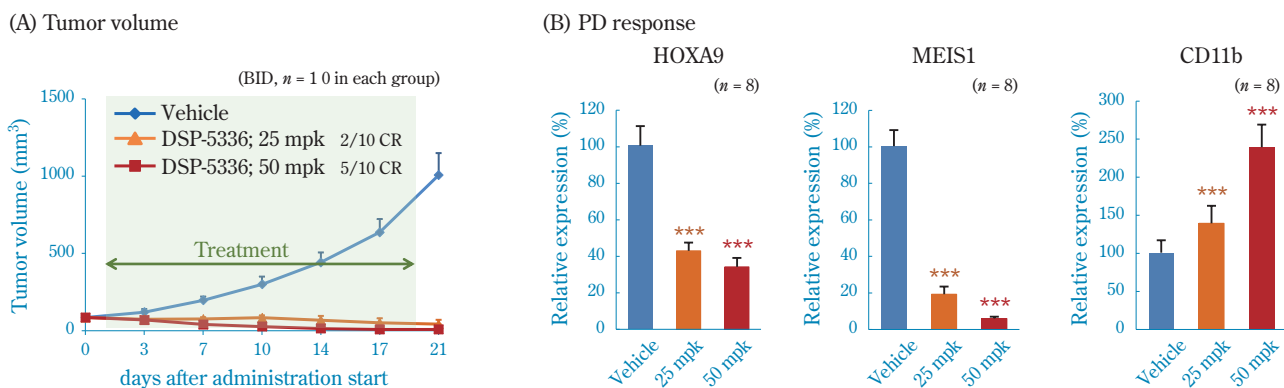 (A) Tumor volume
(BID, n = 1 0 in each group)
Tumor volume (mm3)
1500
1000
500
0
Vehicle
DSP-5336; 25 mpk 2/10 CR
DSP-5336; 50 mpk 5/10 CR
Treatment
0 3 7 10 14 17 21
days after administration start
(B) PD response
HOXA9
(n = 8)
Relative expression (%)
120
100
80
60
40
20
0
***
***
Vehicle
25 mpk
50 mpk
MEIS1
(n = 8)
Relative expression (%)
120
100
80
60
40
20
0
***
***
Vehicle
25 mpk
50 mpk
CD11b
(n = 8)
Relative expression (%)
300
250
200
150
100
50
0
***
***
Vehicle
25 mpk
50 mpk